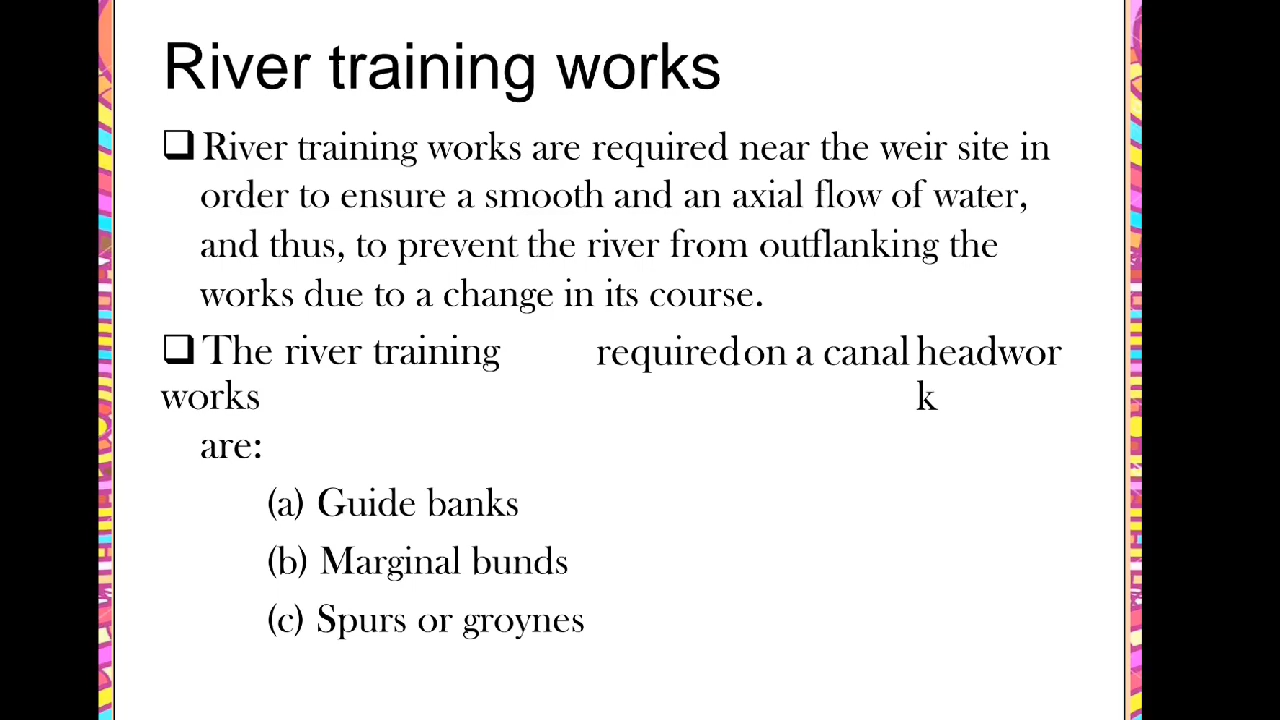 River training works
❑ River training works are required near the weir site in
order to ensure a smooth and an axial flow of water,
and thus, to prevent the river from outflanking the
works due to a change in its course.
❑ The river training required on a canal headwor
works k
are:
(a) Guide banks
(b) Marginal bunds
(c) Spurs or groynes